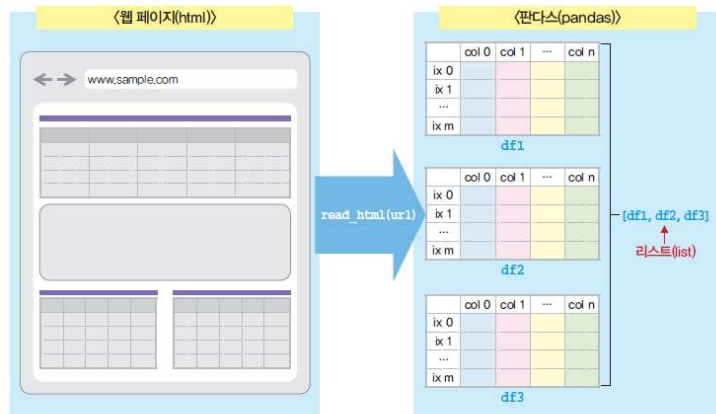 〈웹 페이지(html)〉
www.sample.com
read_html(url)
〈판다스(pandas)〉
col 0 col 1 ... col n
ix 0
ix 1
...
ix m
df1
col 0 col 1 ... col n
ix 0
ix 1
...
ix m
df2
col 0 col 1 ... col n
ix 0
ix 1
...
ix m
df3
[df1, df2, df3]
리스트(list)